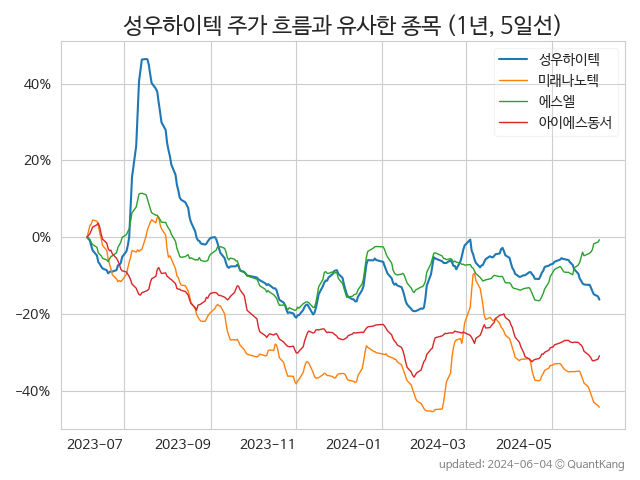 성우하이텍 주가 흐름과 유사한 종목 (1년, 5일선)
성우하이텍
미래나노텍
에스엘
아이에스동서
40%
20%
0%
−20%
−40%
2023-07 2023-09 2023-11 2024-01 2024-03 2024-05
updated: 2024-06-04 © QuantKang